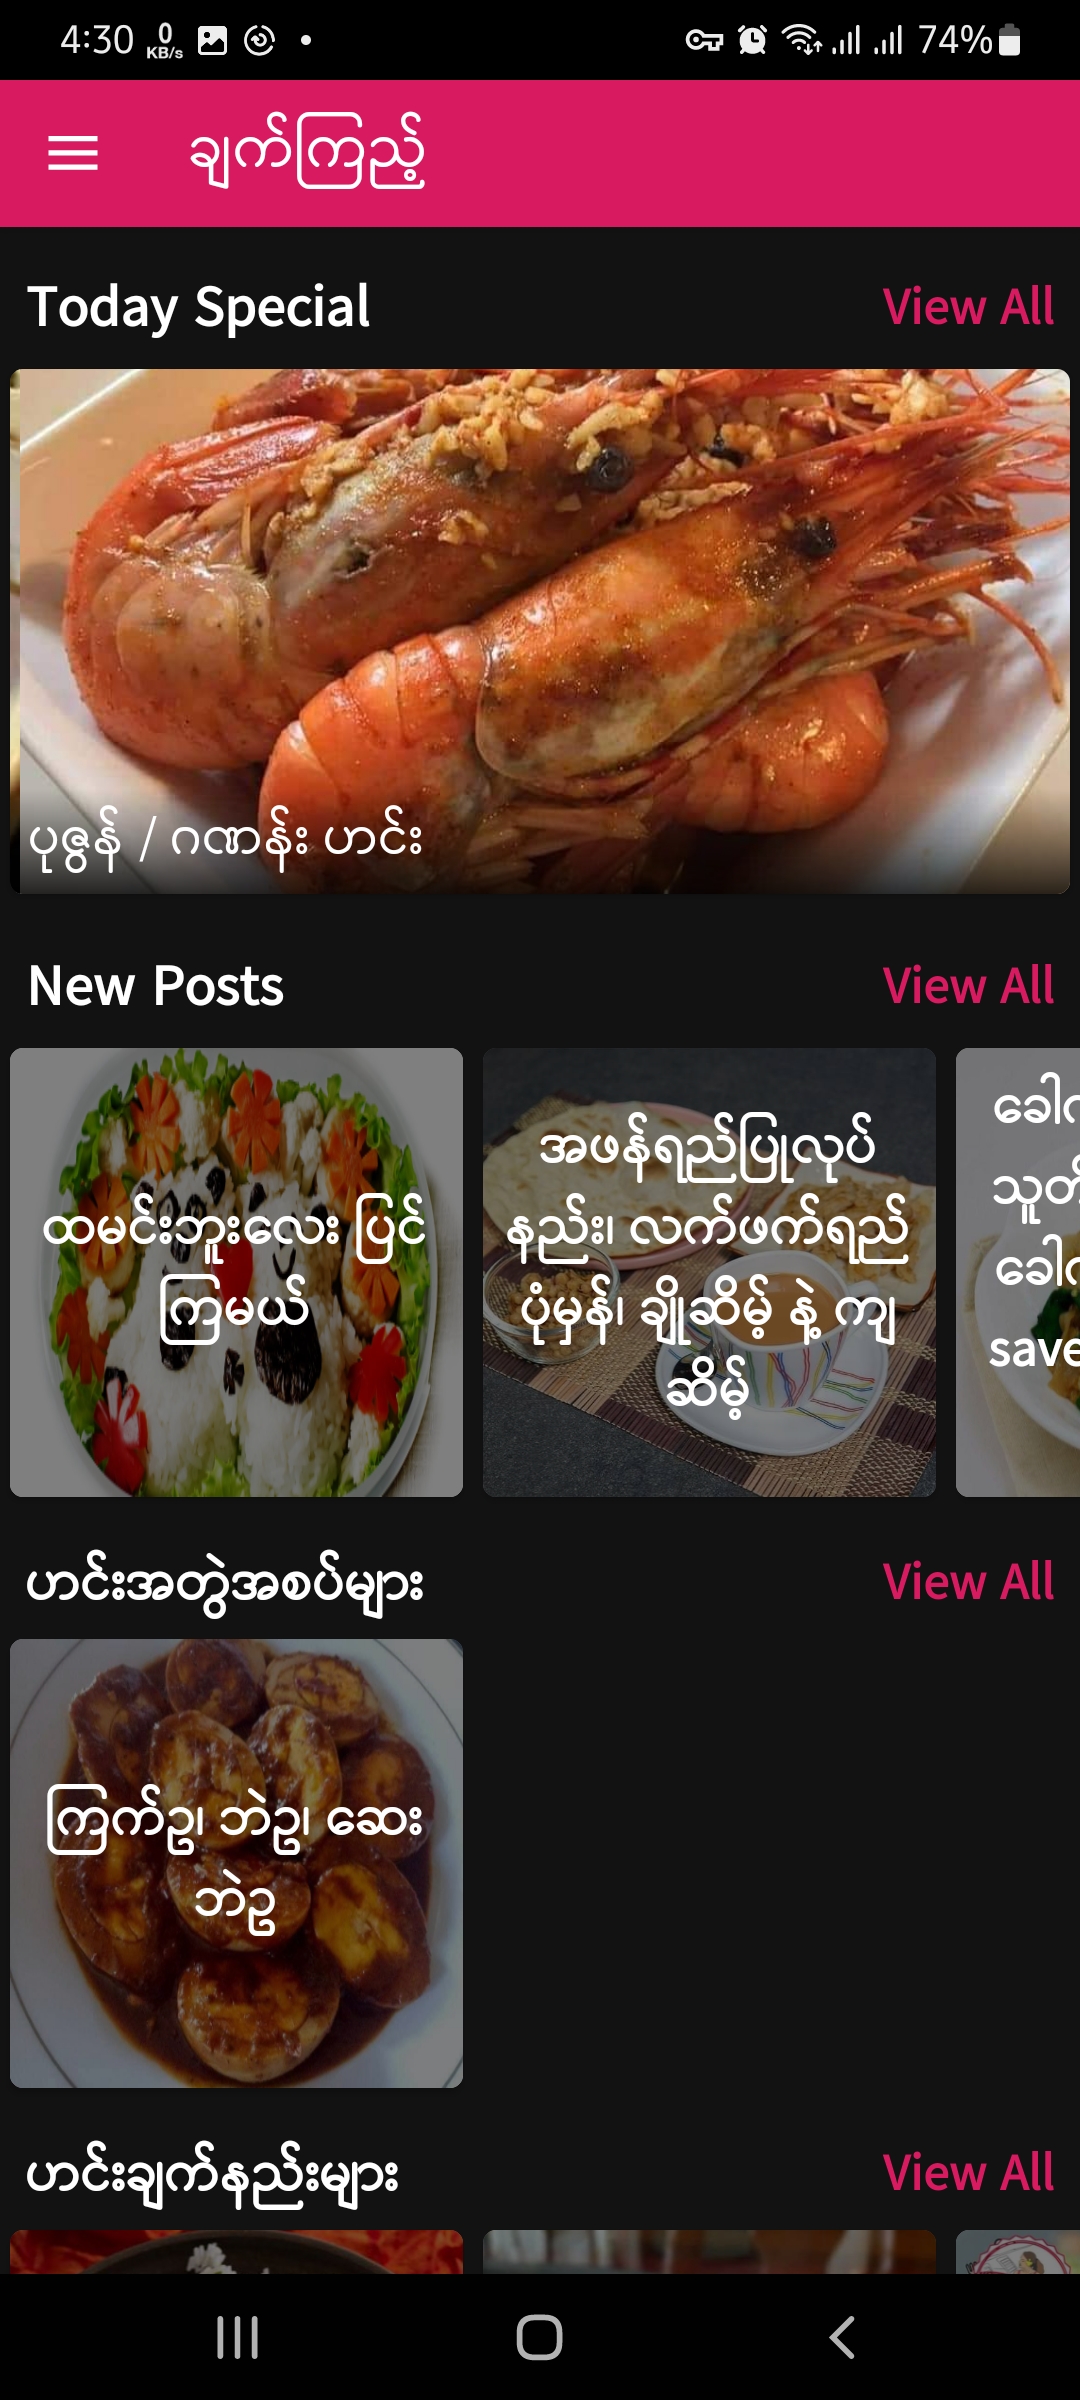 4:30 0 KB/s 74%
ချက်ကြည့်
Today Special View All
ပုဇွန် / ဂဏန်း ဟင်း
New Posts View All
ထမင်းဘူးလေး ပြင်
ကြမယ်
အဖန်ရည်ပြုလုပ်
နည်း၊ လက်ဖက်ရည်
ပုံမှန်၊ ချိုဆိမ့် နဲ့ ကျ
ဆိမ့်
save
ဟင်းအတွဲအစပ်များ View All
ကြက်ဥ၊ ဘဲဥ၊ ဆေး
ဘဲဥ
ဟင်းချက်နည်းများ View All